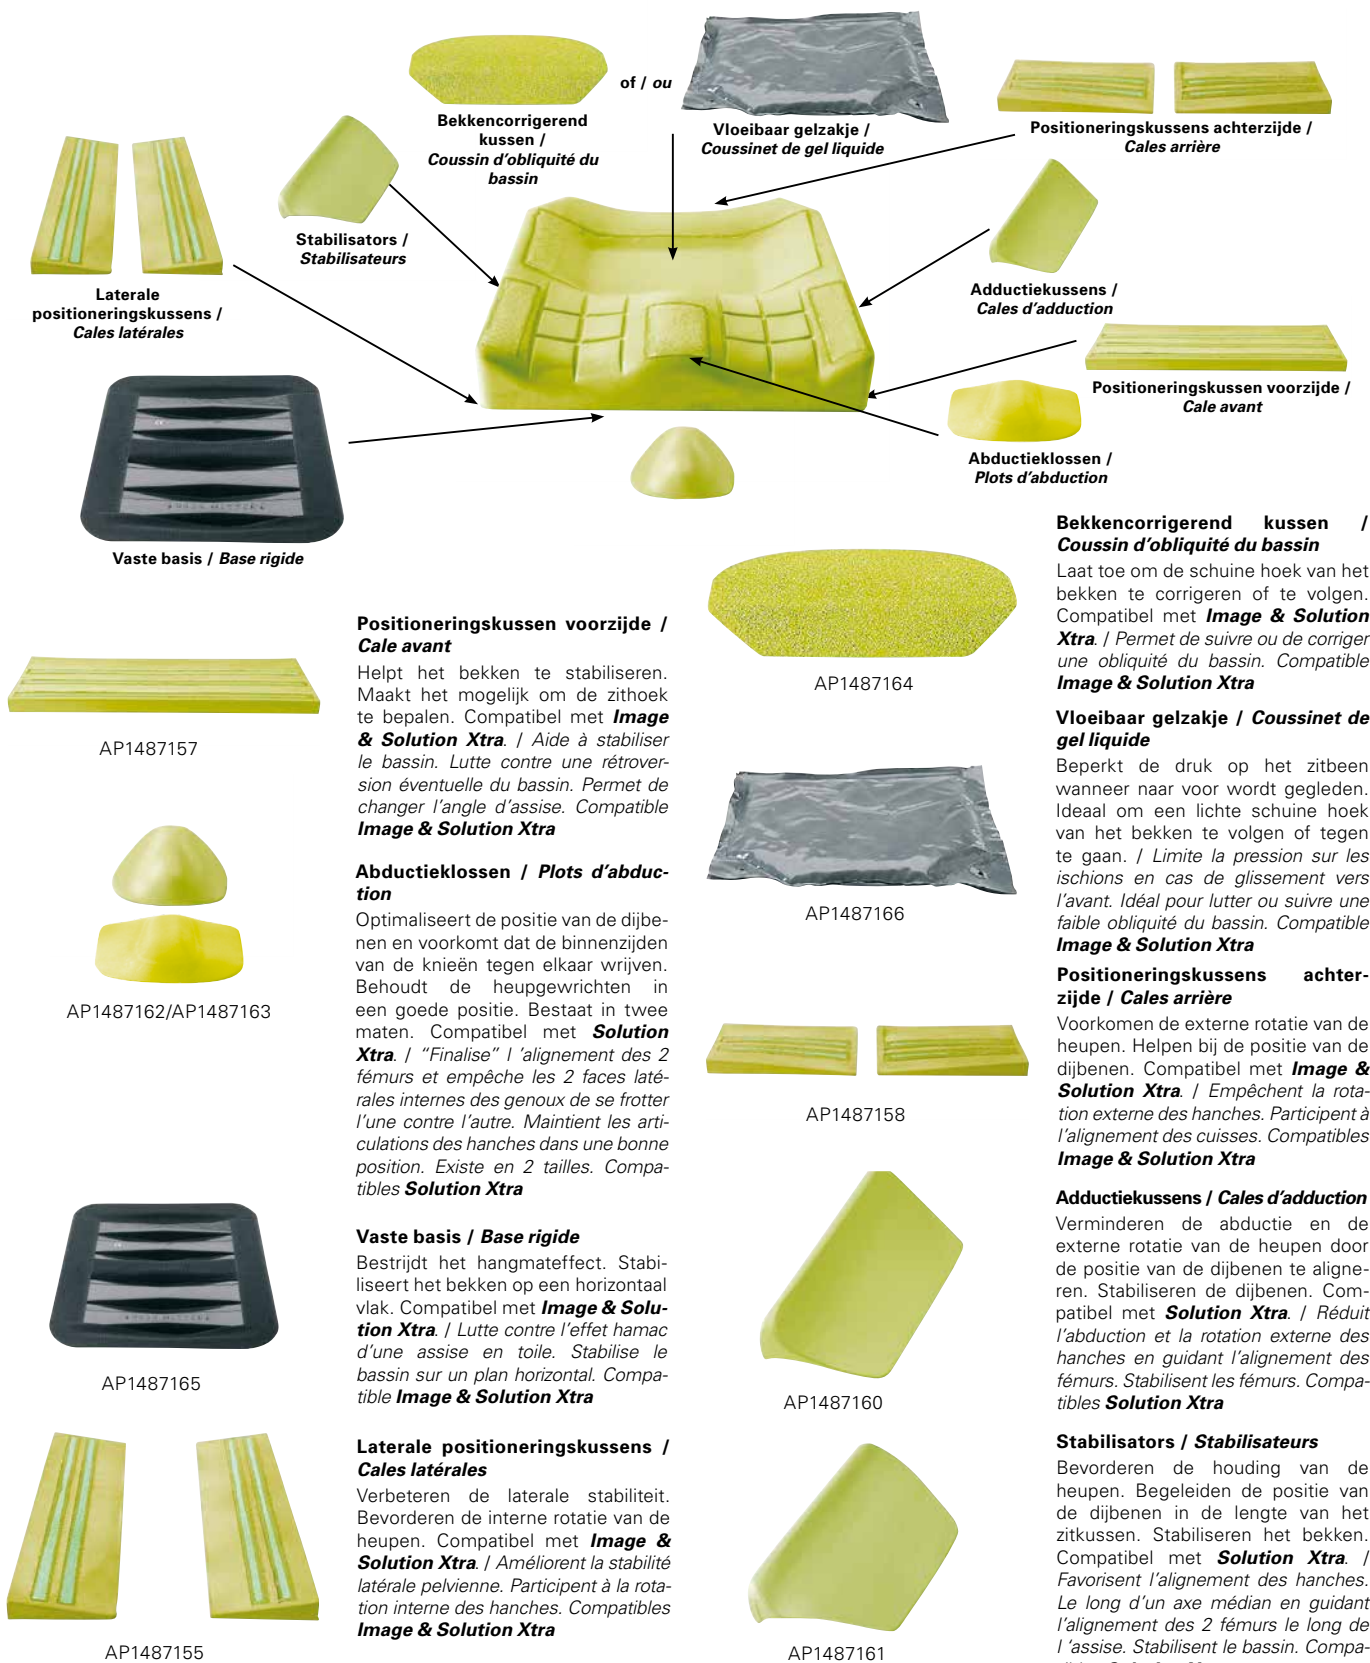 of / ou
Bekkencorrigerend
kussen /
Coussin d'obliquité du
bassin
Vloeibaar gelzakje /
Coussinet de gel liquide
Positioneringskussens achterzijde /
Cales arrière
Stabilisators /
Stabilisateurs
Laterale
positioneringskussens /
Cales latérales
Adductiekussens /
Cales d'adduction
Positioneringskussen voorzijde /
Cale avant
Abductieklossen /
Plots d'abduction
Vaste basis / Base rigide
AP1487157
Positioneringskussen voorzijde /
Cale avant
Helpt het bekken te stabiliseren.
Maakt het mogelijk om de zithoek
te bepalen. Compatibel met Image
& Solution Xtra. / Aide à stabiliser
le bassin. Lutte contre une rétrover-
sion éventuelle du bassin. Permet de
changer l'angle d'assise. Compatible
Image & Solution Xtra
AP1487162/AP1487163
Abductieklossen / Plots d'abduc-
tion
Optimaliseert de positie van de dijbe-
nen en voorkomt dat de binnenzijden
van de knieën tegen elkaar wrijven.
Behoudt de heupgewrichten in
een goede positie. Bestaat in twee
maten. Compatibel met Solution
Xtra. / "Finalise" l 'alignement des 2
fémurs et empêche les 2 faces laté-
rales internes des genoux de se frotter
l'une contre l'autre. Maintient les arti-
culations des hanches dans une bonne
position. Existe en 2 tailles. Compa-
tibles Solution Xtra
AP1487165
Vaste basis / Base rigide
Bestrijdt het hangmateffect. Stabi-
liseert het bekken op een horizontaal
vlak. Compatibel met Image & Solu-
tion Xtra. / Lutte contre l'effet hamac
d'une assise en toile. Stabilise le
bassin sur un plan horizontal. Compa-
tible Image & Solution Xtra
AP1487155
Laterale positioneringskussens /
Cales latérales
Verbeteren de laterale stabiliteit.
Bevorderen de interne rotatie van de
heupen. Compatibel met Image &
Solution Xtra. / Améliorent la stabilité
latérale pelvienne. Participent à la rota-
tion interne des hanches. Compatibles
Image & Solution Xtra
AP1487164
Bekkencorrigerend kussen /
Coussin d'obliquité du bassin
Laat toe om de schuine hoek van het
bekken te corrigeren of te volgen.
Compatibel met Image & Solution
Xtra. / Permet de suivre ou de corriger
une obliquité du bassin. Compatible
Image & Solution Xtra
AP1487166
Vloeibaar gelzakje / Coussinet de
gel liquide
Beperkt de druk op het zitbeen
wanneer naar voor wordt gegleden.
Ideaal om een lichte schuine hoek
van het bekken te volgen of tegen
te gaan. / Limite la pression sur les
ischions en cas de glissement vers
l'avant. Idéal pour lutter ou suivre une
faible obliquité du bassin. Compatible
Image & Solution Xtra
AP1487158
Positioneringskussens achter-
zijde / Cales arrière
Voorkomen de externe rotatie van de
heupen. Helpen bij de positie van de
dijbenen. Compatibel met Image &
Solution Xtra. / Empêchent la rota-
tion externe des hanches. Participent à
l'alignement des cuisses. Compatibles
Image & Solution Xtra
AP1487160
Adductiekussens / Cales d'adduction
Verminderen de abductie en de
externe rotatie van de heupen door
de positie van de dijbenen te aligne-
ren. Stabiliseren de dijbenen. Com-
patibel met Solution Xtra. / Réduit
l'abduction et la rotation externe des
hanches en guidant l'alignement des
fémurs. Stabilisent les fémurs. Compa-
tibles Solution Xtra
AP1487161
Stabilisators / Stabilisateurs
Bevorderen de houding van de
heupen. Begeleiden de positie van
de dijbenen in de lengte van het
zitkussen. Stabiliseren het bekken.
Compatibel met Solution Xtra. /
Favorisent l'alignement des hanches.
Le long d'un axe médian en guidant
l'alignement des 2 fémurs le long de
l 'assise. Stabilisent le bassin. Compa-